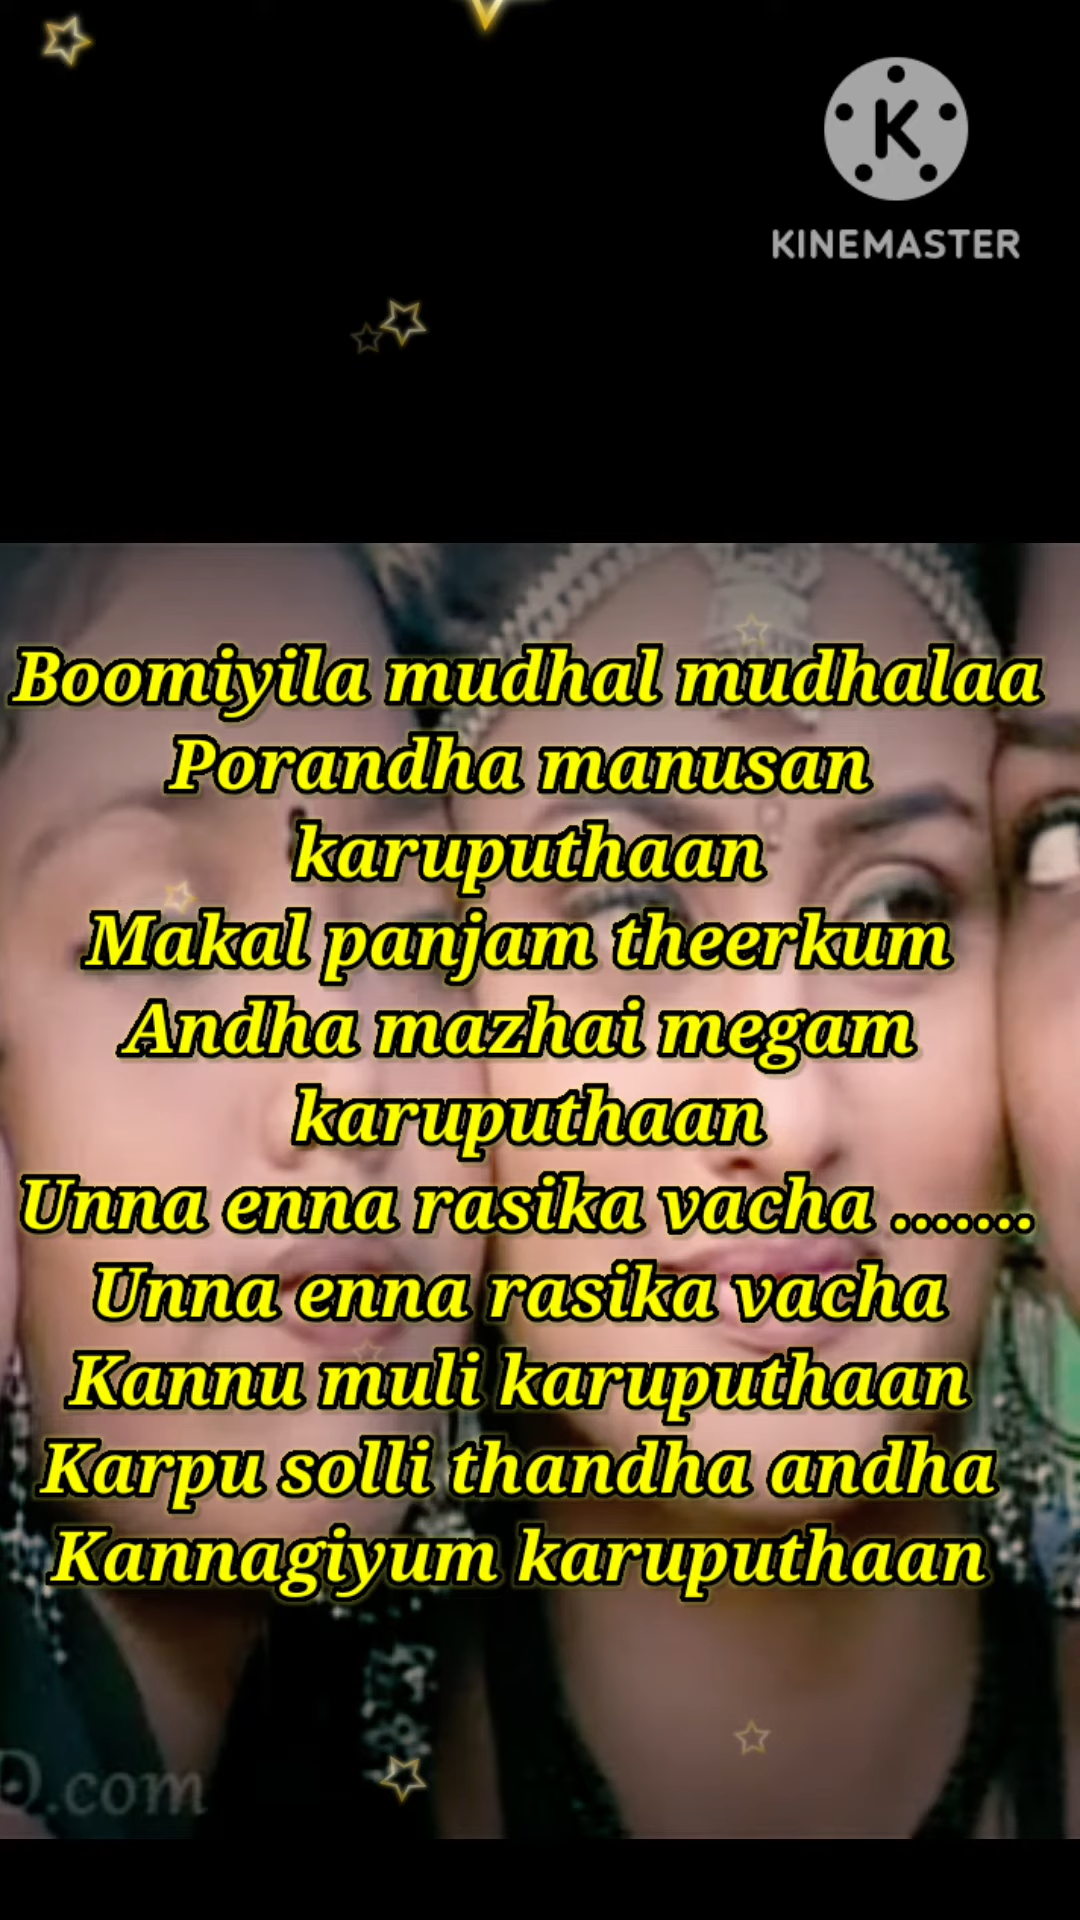 KINEMASTER
Boomiyila mudhal mudhalaa
Porandha manusan
karuputhaan
Makal panjam theerkum
Andha mazhai megam
karuputhaan
Unna enna rasika vacha .......
Unna enna rasika vacha
Kannu muli karuputhaan
Karpu solli thandha andha
Kannagiyum karuputhaan
D.com